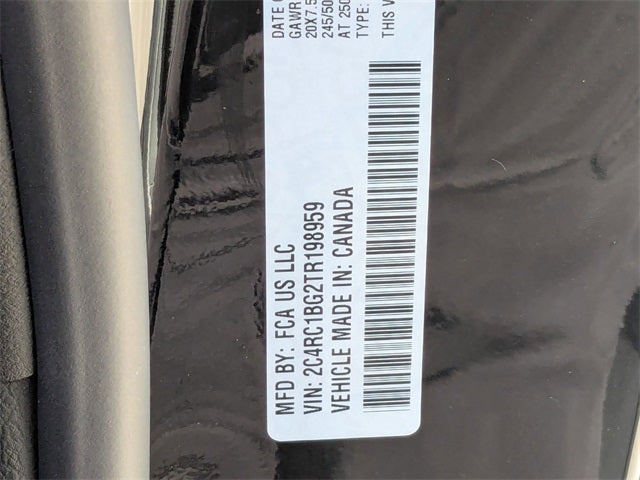 DATE O
GAWR
20X7.5
245/50
AT 250
TYPE:
THIS V
MFD BY: FCA US LLC
VIN: 2C4RC1BG2TR198959
VEHICLE MADE IN: CANADA